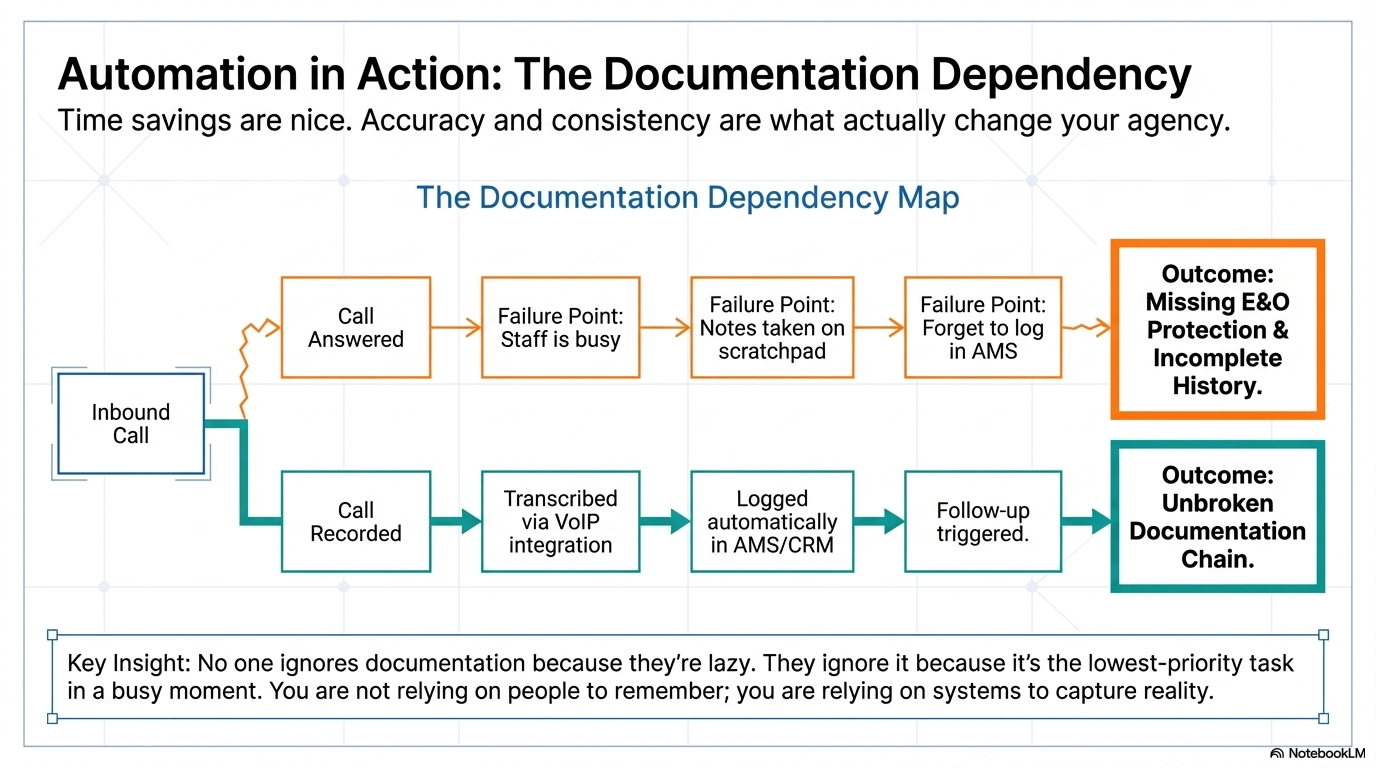 Automation in Action: The Documentation Dependency
Time savings are nice. Accuracy and consistency are what actually change your agency.
The Documentation Dependency Map
Inbound
Call
Call
Answered
Failure Point:
Staff is busy
Failure Point:
Notes taken on
scratchpad
Failure Point:
Forget to log
in AMS
Outcome:
Missing E&O
Protection &
Incomplete
History.
Call
Recorded
Transcribed
via VoIP
integration
Logged
automatically
in AMS/CRM
Follow-up
triggered.
Outcome:
Unbroken
Documentation
Chain.
Key Insight: No one ignores documentation because they’re lazy. They ignore it because it’s the lowest-priority task
in a busy moment. You are not relying on people to remember; you are relying on systems to capture reality.
NotebookLM